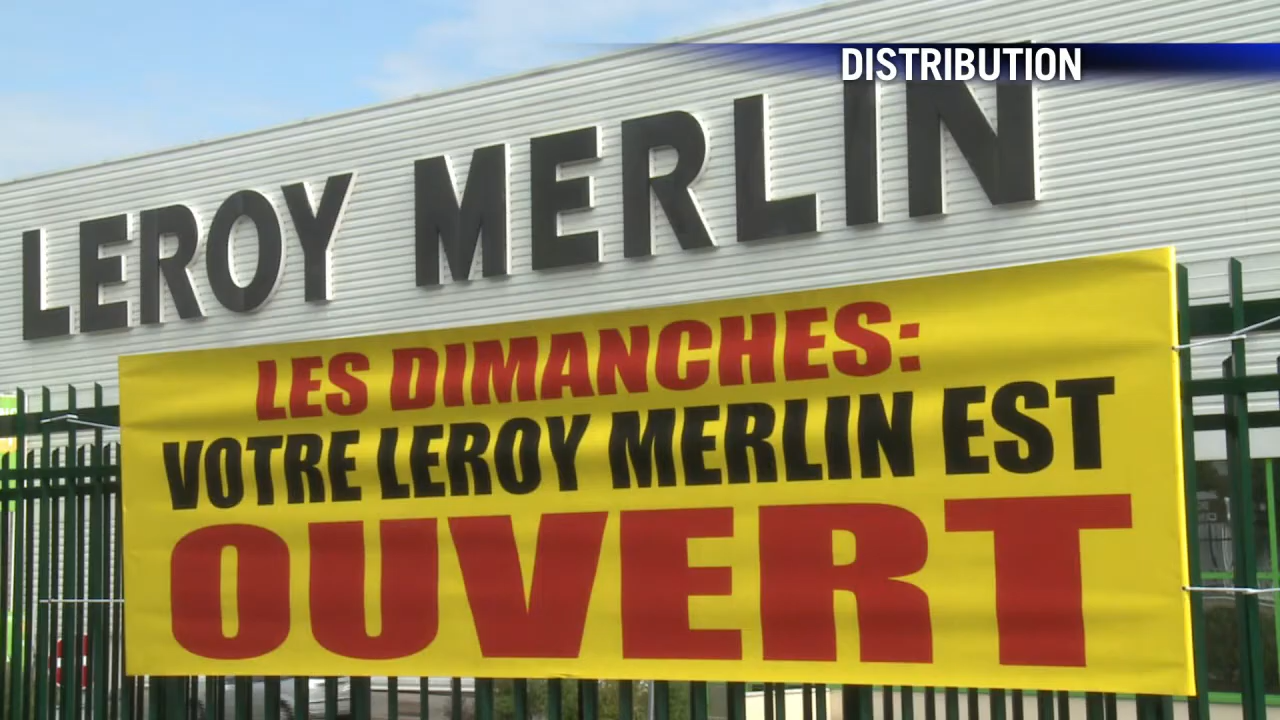 DISTRIBUTION
LEROY MERLIN
LES DIMANCHES:
VOTRE LEROY MERLIN EST
OUVERT